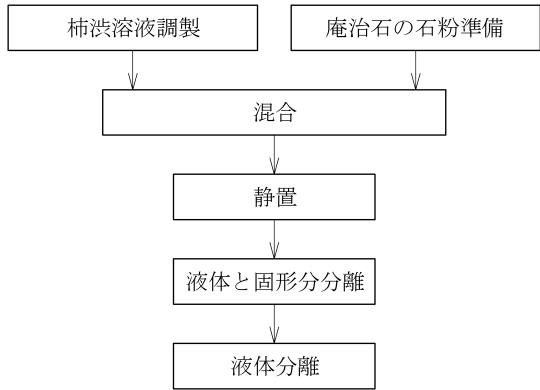 柿渋溶液調製
庵治石の石粉準備
混合
静置
液体と固形分分離
液体分離